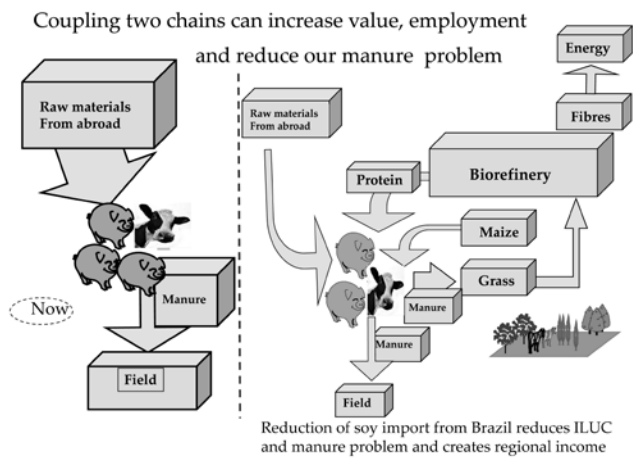 Coupling two chains can increase value, employment
and reduce our manure problem
Raw materials
From abroad
Manure
Now
Field
Raw materials
From abroad
Energy
Fibres
Biorefinery
Protein
Maize
Grass
Manure
Manure
Field
Reduction of soy import from Brazil reduces ILUC
and manure problem and creates regional income